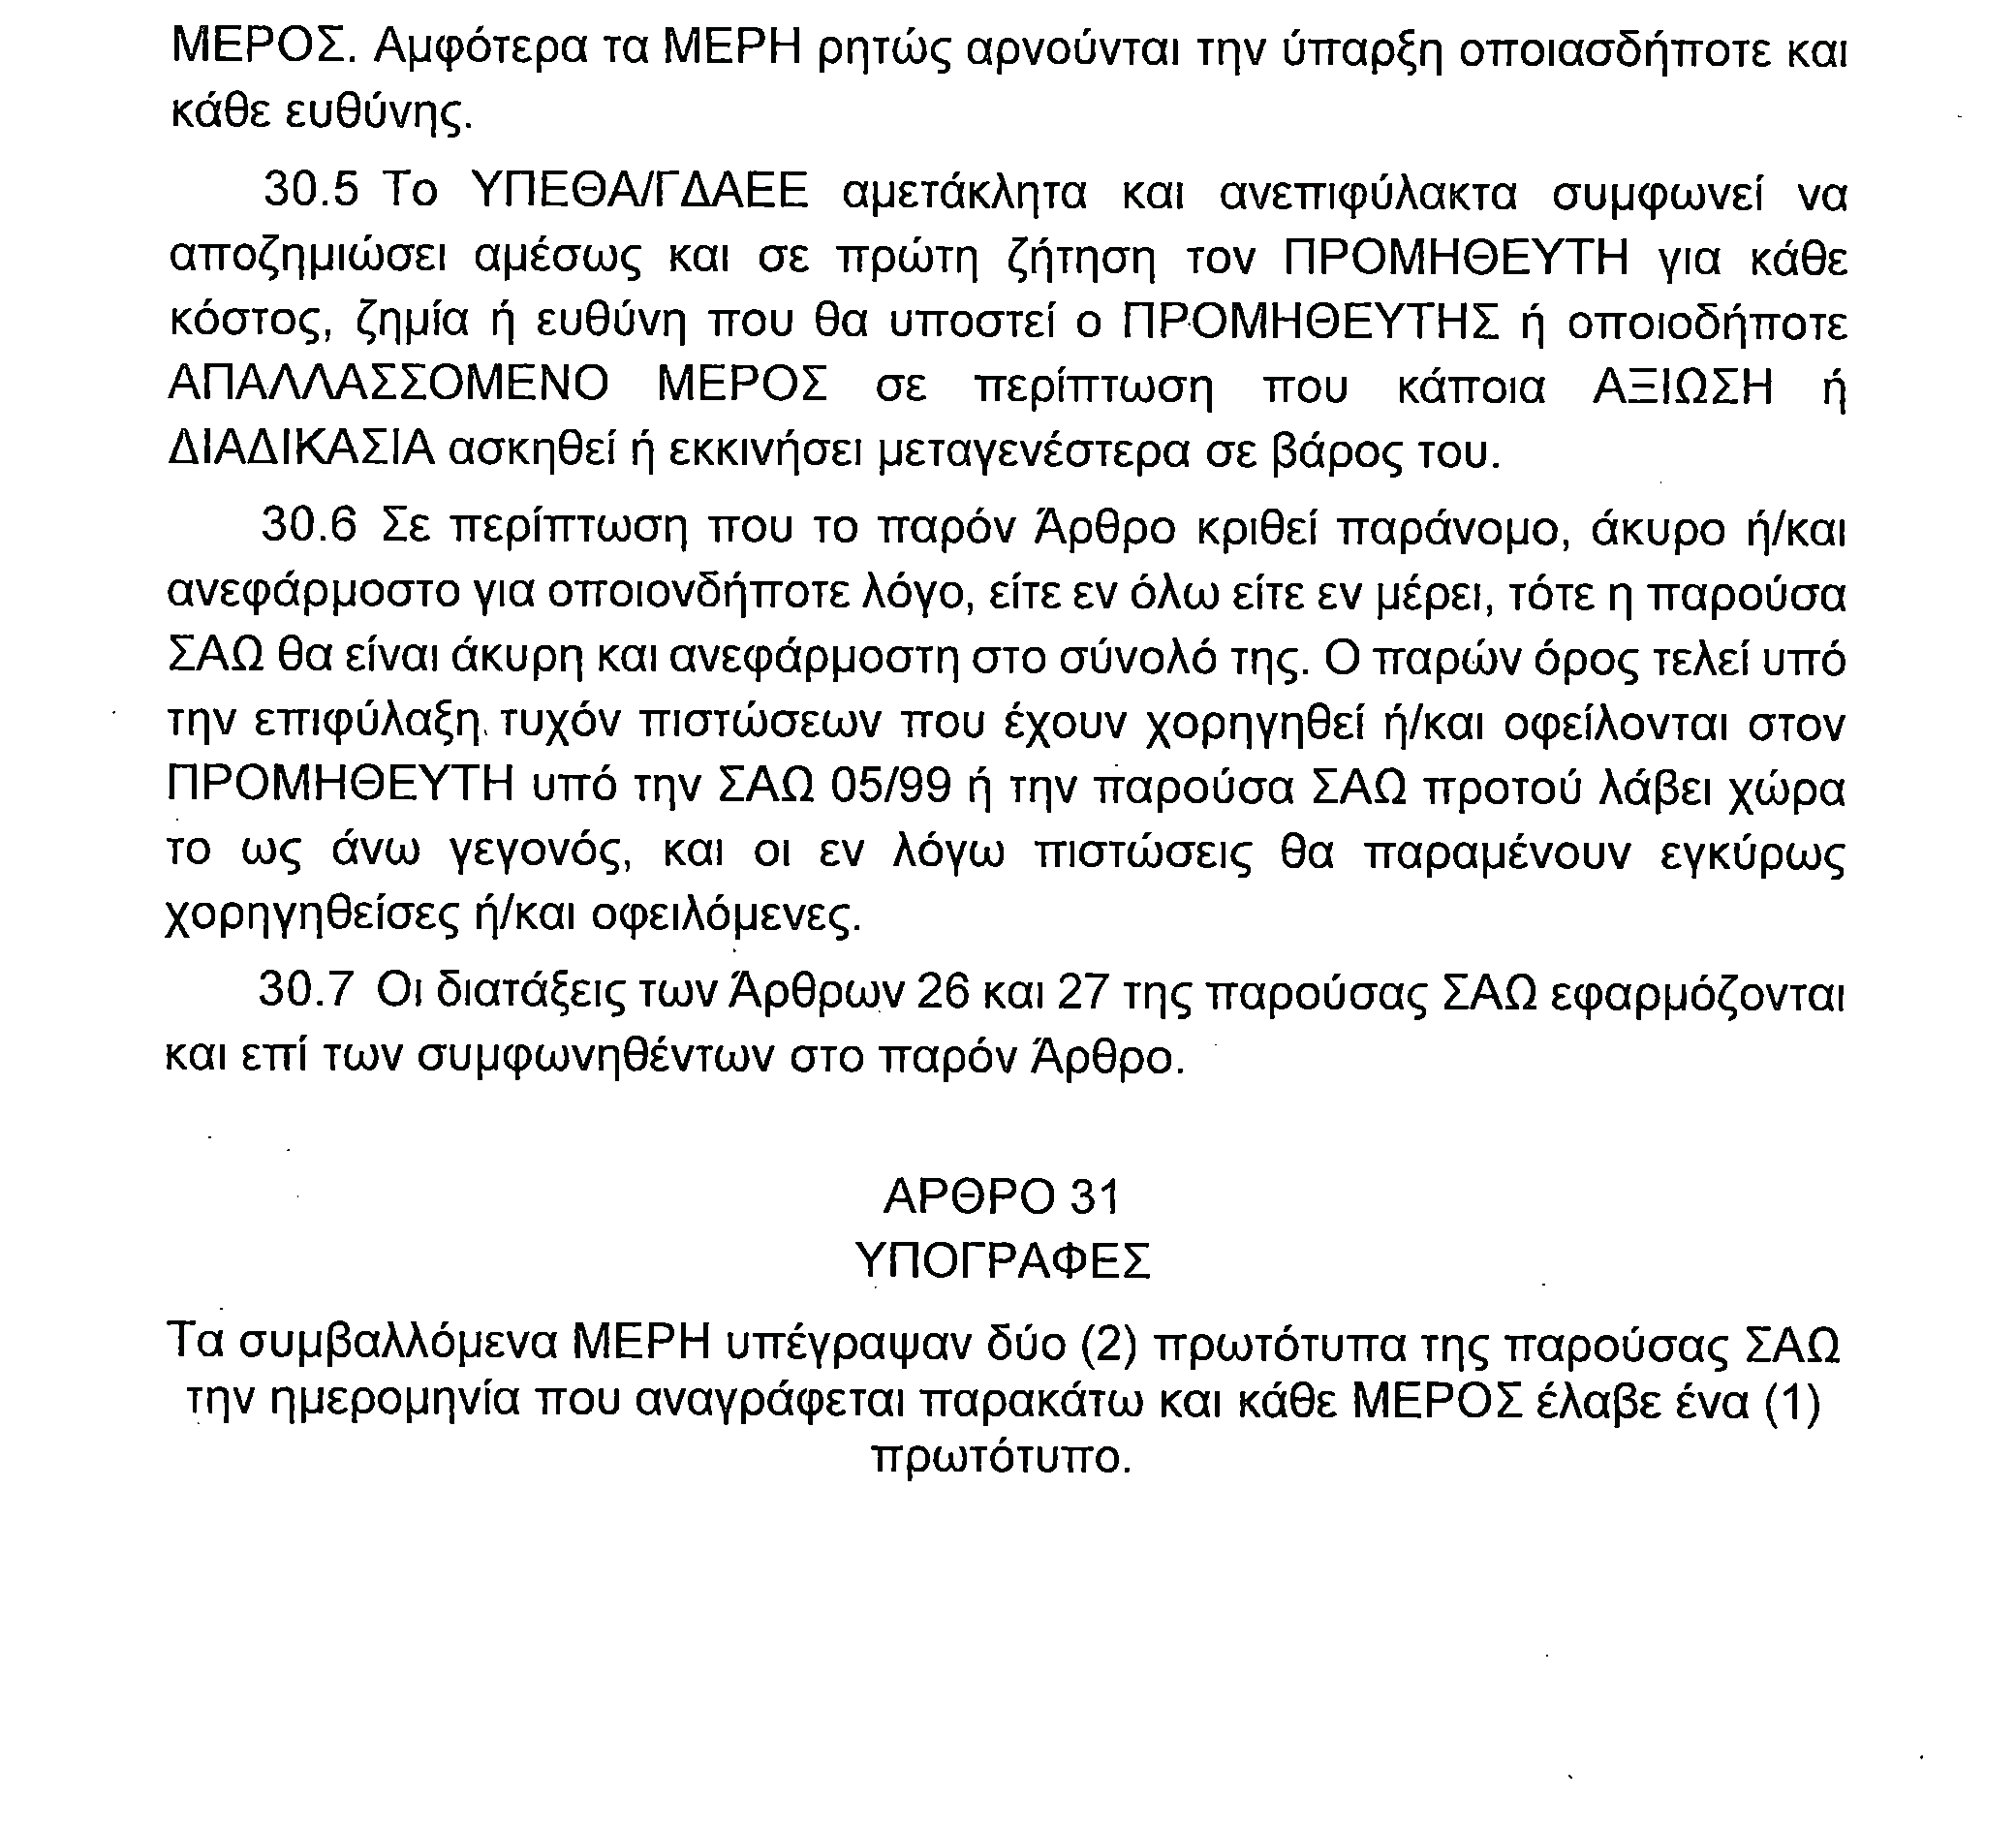 ΜΕΡΟΣ. Αμφότερα τα ΜΕΡΗ ρητώς αρνούνται την ύπαρξη οποιασδήποτε και
κάθε ευθύνης.
30.5 Το ΥΠΕΘΑ/ΓΔΑΕΕ αμετάκλητα και ανεπιφύλακτα συμφωνεί να
αποζημιώσει αμέσως και σε πρώτη ζήτηση τον ΠΡΟΜΗΘΕΥΤΗ για κάθε
κόστος, ζημία ή ευθύνη που θα υποστεί ο ΠΡΟΜΗΘΕΥΤΗΣ ή οποιοδήποτε
ΑΠΑΛΛΑΣΣΟΜΕΝΟ ΜΕΡΟΣ σε περίπτωση που κάποια ΑΞΙΩΣΗ ή
ΔΙΑΔΙΚΑΣΙΑ ασκηθεί ή εκκινήσει μεταγενέστερα σε βάρος του.
30.6 Σε περίπτωση που το παρόν Άρθρο κριθεί παράνομο, άκυρο ή/και
ανεφάρμοστο για οποιονδήποτε λόγο, είτε εν όλω είτε εν μέρει, τότε η παρούσα
ΣΑΩ θα είναι άκυρη και ανεφάρμοστη στο σύνολό της. Ο παρών όρος τελεί υπό
την επιφύλαξη τυχόν πιστώσεων που έχουν χορηγηθεί ή/και οφείλονται στον
ΠΡΟΜΗΘΕΥΤΗ υπό την ΣΑΩ 05/99 ή την παρούσα ΣΑΩ προτού λάβει χώρα
το ως άνω γεγονός, και οι εν λόγω πιστώσεις θα παραμένουν εγκύρως
χορηγηθείσες ή/και οφειλόμενες.
30.7 Οι διατάξεις των Άρθρων 26 και 27 της παρούσας ΣΑΩ εφαρμόζονται
και επί των συμφωνηθέντων στο παρόν Άρθρο.
ΑΡΘΡΟ 31
ΥΠΟΓΡΑΦΕΣ
Τα συμβαλλόμενα ΜΕΡΗ υπέγραψαν δύο (2) πρωτότυπα της παρούσας ΣΑΩ
την ημερομηνία που αναγράφεται παρακάτω και κάθε ΜΕΡΟΣ έλαβε ένα (1)
πρωτότυπο.